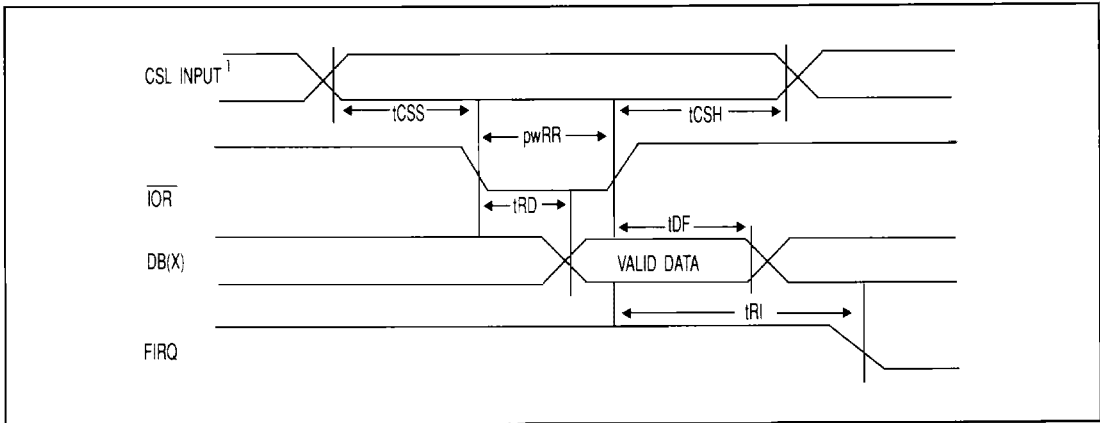 CSL INPUT 1
tCSS
tCSH
pwRR
IOR
tRD
tDF
DB(X)
VALID DATA
tRI
FIRQ